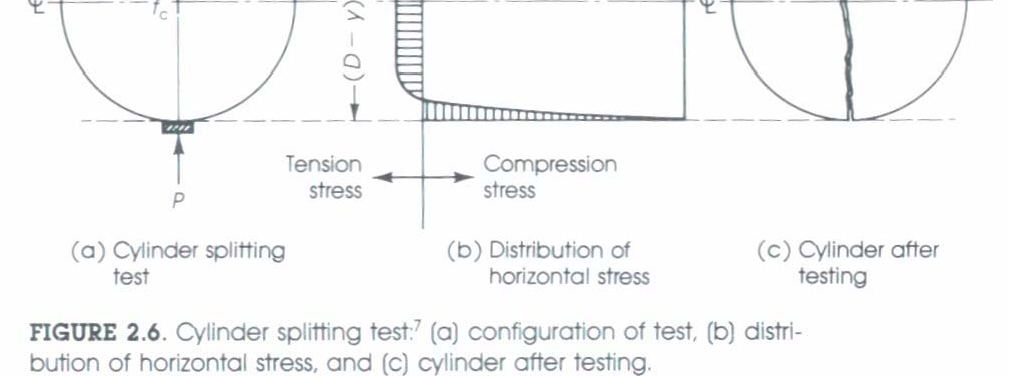 ℄
f_c
(D – y)
℄
Tension
stress
Compression
stress
P
(a) Cylinder splitting
test
(b) Distribution of
horizontal stress
(c) Cylinder after
testing
FIGURE 2.6. Cylinder splitting test:⁷ (a) configuration of test, (b) distri-
bution of horizontal stress, and (c) cylinder after testing.